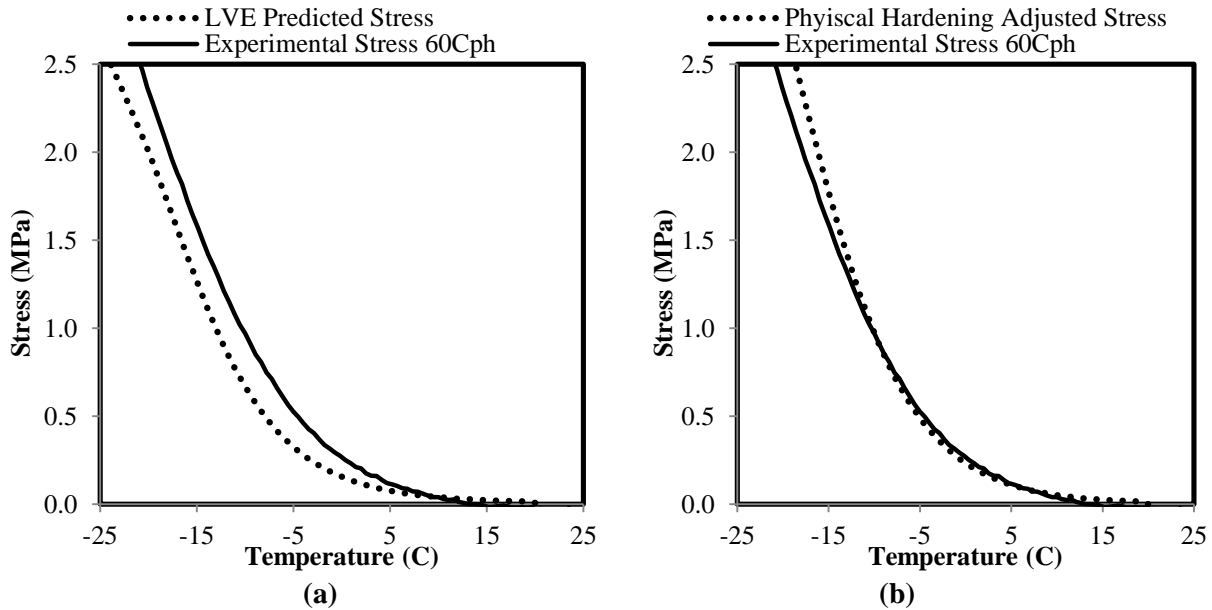 LVE Predicted Stress
Experimental Stress 60Cph
2.5
2.0
1.5
1.0
0.5
0.0
Stress (MPa)
-25 -15 -5 5 15 25
Temperature (C)
(a)
Phyiscal Hardening Adjusted Stress
Experimental Stress 60Cph
2.5
2.0
1.5
1.0
0.5
0.0
Stress (MPa)
-25 -15 -5 5 15 25
Temperature (C)
(b)